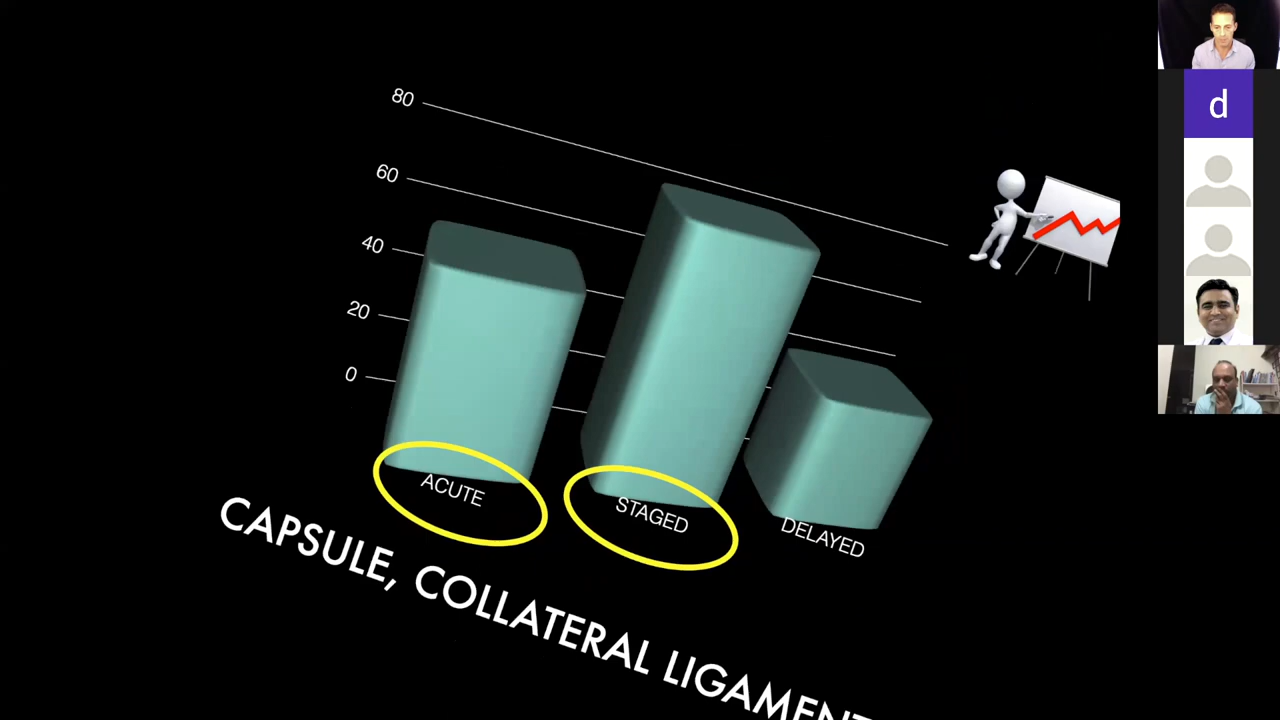 80
60
40
20
0
ACUTE
STAGED
DELAYED
CAPSULE, COLLATERAL LIGAMENT
d